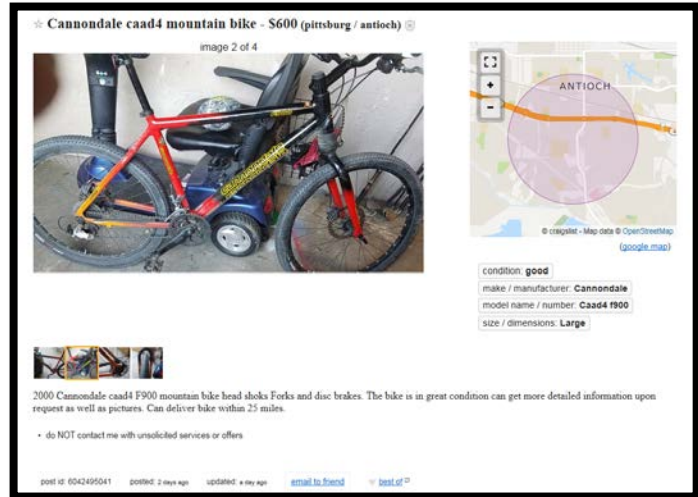 ☆ Cannondale caad4 mountain bike - $600 (pittsburg / antioch)
image 2 of 4
+
−
ANTIOCH
© craigslist - Map data © OpenStreetMap
(google map)
condition: good
make / manufacturer: Cannondale
model name / number: Caad4 f900
size / dimensions: Large
2000 Cannondale caad4 F900 mountain bike head shoks Forks and disc brakes. The bike is in great condition can get more detailed information upon
request as well as pictures. Can deliver bike within 25 miles.
• do NOT contact me with unsolicited services or offers
post id: 6042495041 posted: 2 days ago updated: a day ago email to friend best of